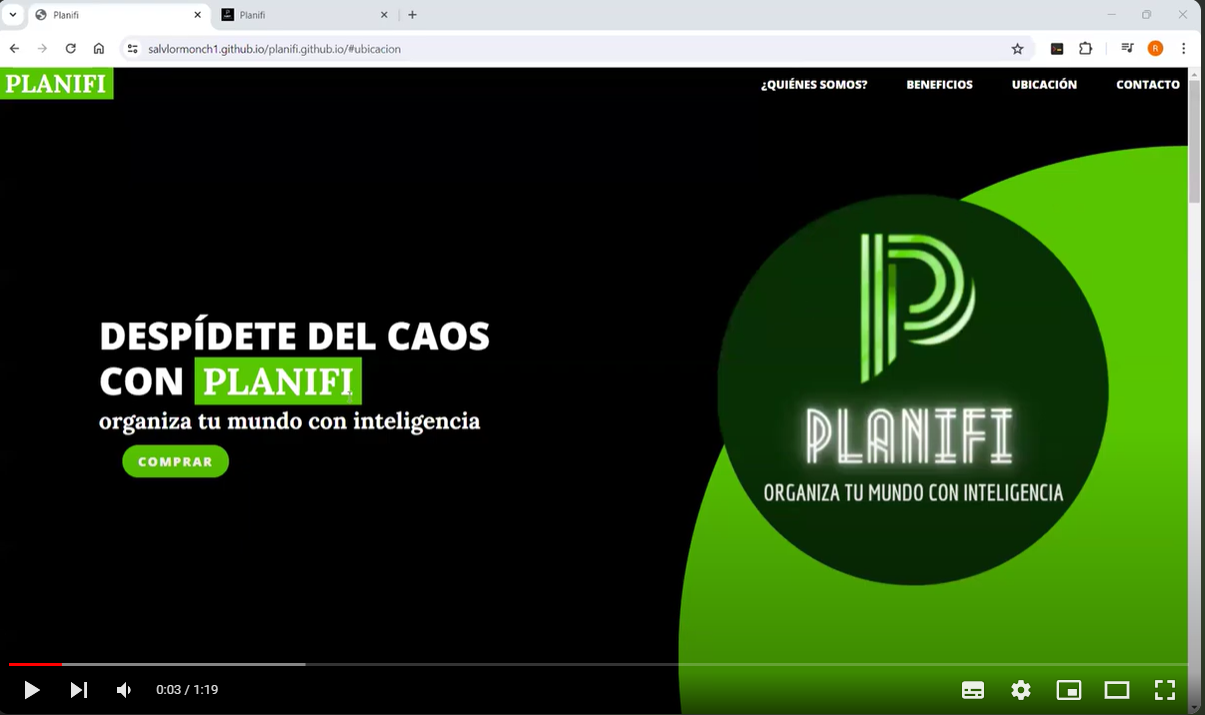 Planifi
Planifi
salvlormonch1.github.io/planifi.github.io/#ubicacion
R
PLANIFI
¿QUIÉNES SOMOS?
BENEFICIOS
UBICACIÓN
CONTACTO
DESPÍDETE DEL CAOS
CON PLANIFI
organiza tu mundo con inteligencia
COMPRAR
P
PLANIFI
ORGANIZA TU MUNDO CON INTELIGENCIA
0:03 / 1:19